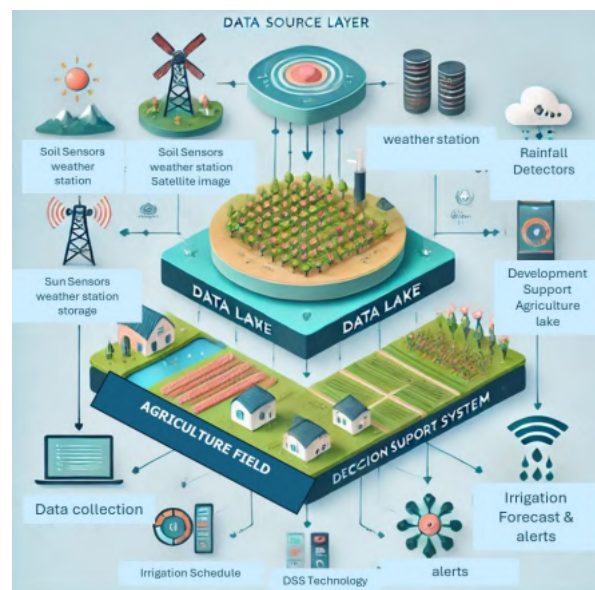 DATA SOURCE LAYER
weather station
Soil Sensors
weather
station
Soil Sensors
weather station
Satellite image
Rainfall
Detectors
Sun Sensors
weather station
storage
Development
Support
Agriculture
lake
DATA LAKE
DATA LAKE
AGRICULTURE FIELD
DECCION SUPORT SYSTEM
Data collection
Irrigation
Forecast &
alerts
Irrigation Schedule
DSS Technology
alerts